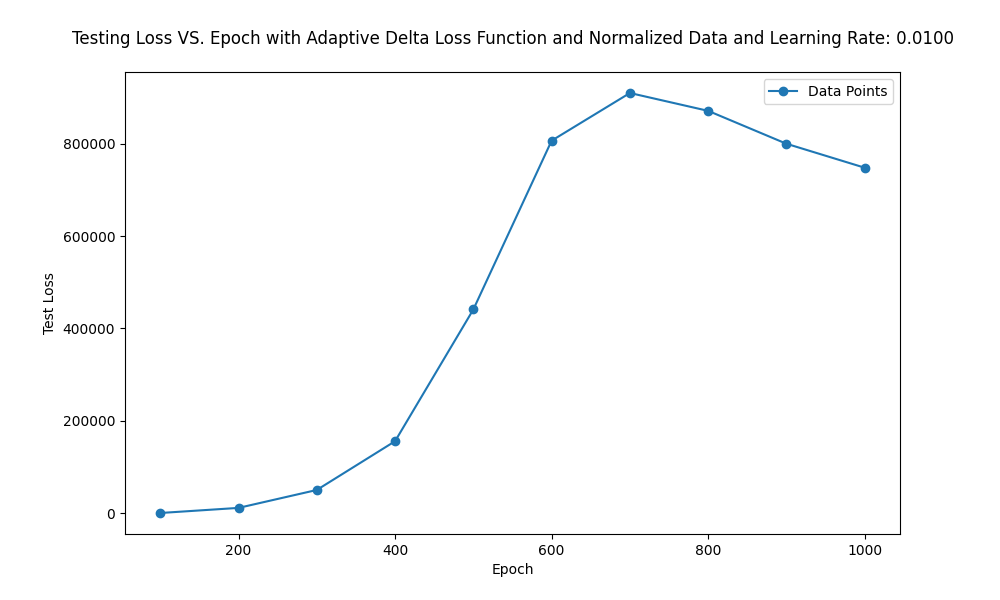 Testing Loss VS. Epoch with Adaptive Delta Loss Function and Normalized Data and Learning Rate: 0.0100
Data Points
800000
600000
400000
200000
0
Test Loss
200
400
600
800
1000
Epoch